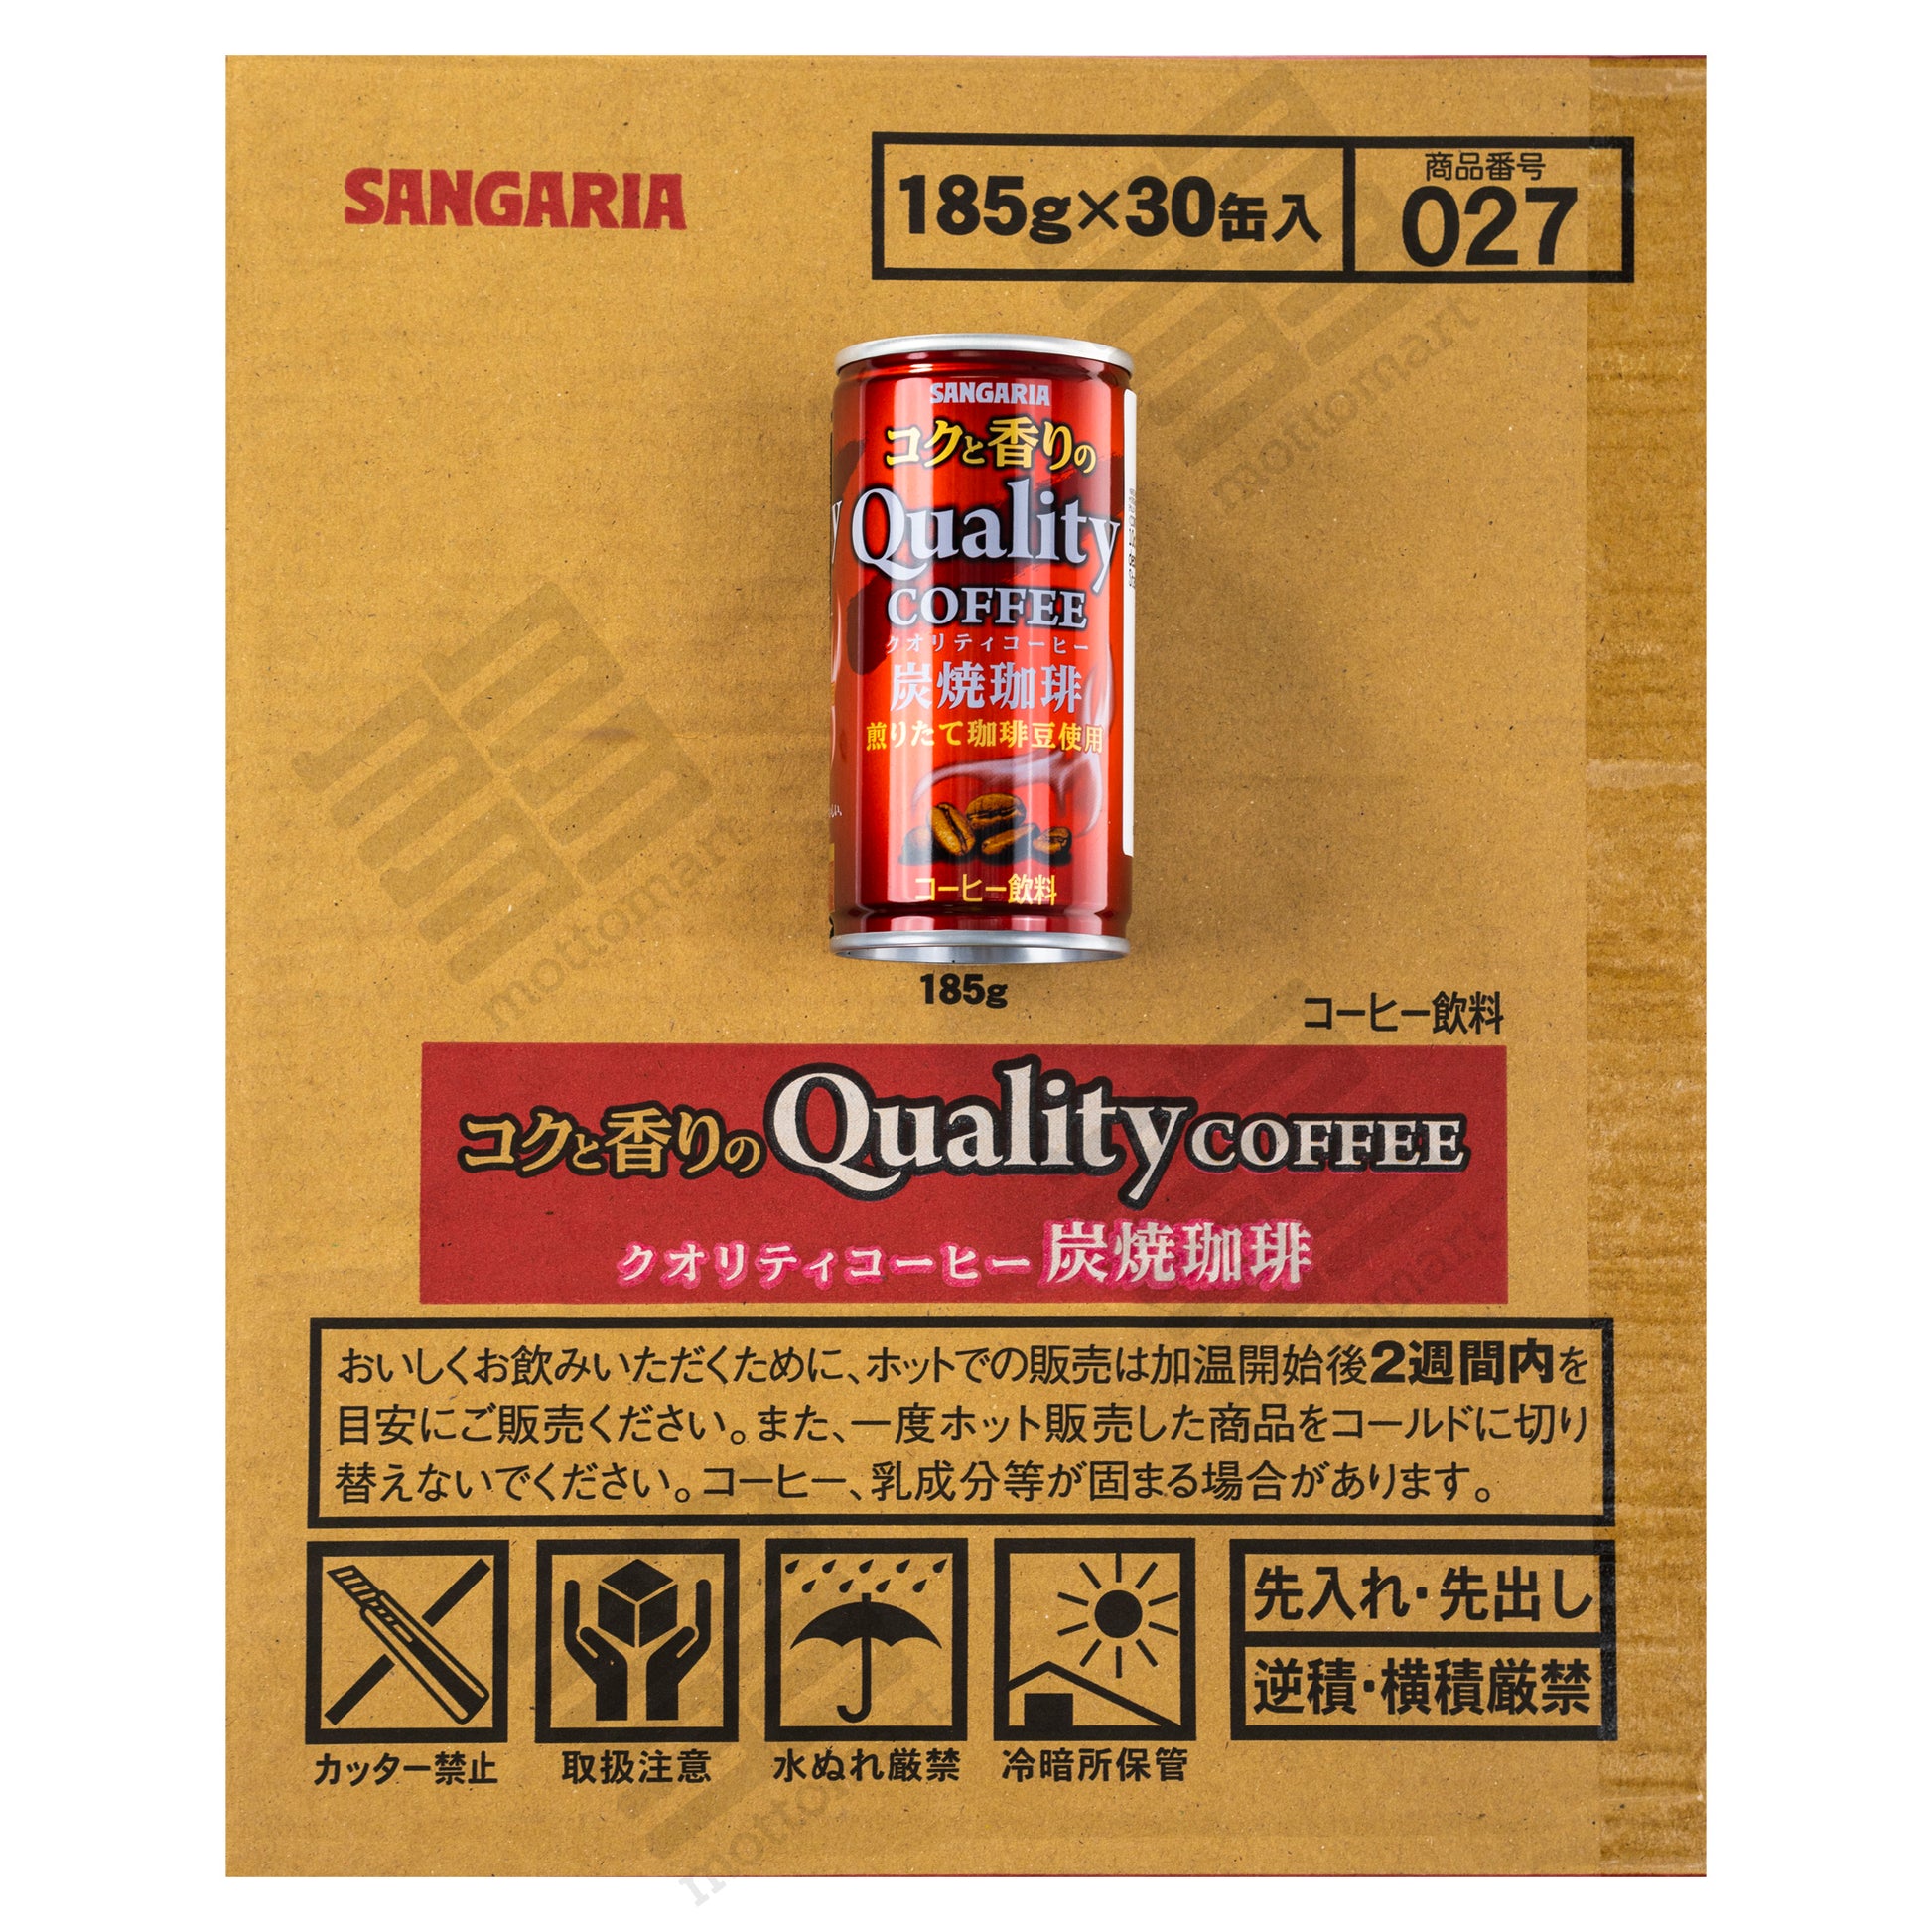 SANGARIA
185g×30缶入
商品番号
027
SANGARIA
コクと香りの
Quality
COFFEE
クオリティコーヒー
炭焼珈琲
煎りたて珈琲豆使用
コーヒー飲料
185g
コーヒー飲料
コクと香りのQuality COFFEE
クオリティコーヒー 炭焼珈琲
おいしくお飲みいただくために、ホットでの販売は加温開始後2週間内を
目安にご販売ください。また、一度ホット販売した商品をコールドに切り
替えないでください。コーヒー、乳成分等が固まる場合があります。
先入れ・先出し
逆積・横積厳禁
カッター禁止
取扱注意
水ぬれ厳禁
冷暗所保管
mottomart
mottomart
mottomart
mottomart